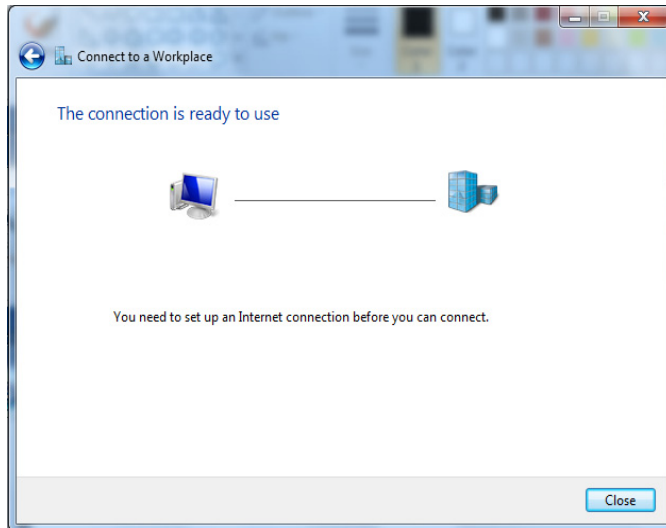 Connect to a Workplace
The connection is ready to use
You need to set up an Internet connection before you can connect.
Close